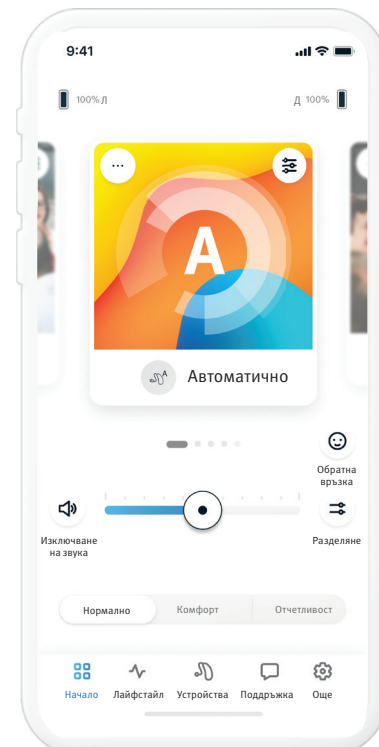 9:41
100% Л
Д 100%
A
A
Автоматично
Обратна
връзка
Изключване
на звука
Разделяне
Нормално
Комфорт
Отчетливост
Начало
Лайфстайл
Устройства
Поддръжка
Още